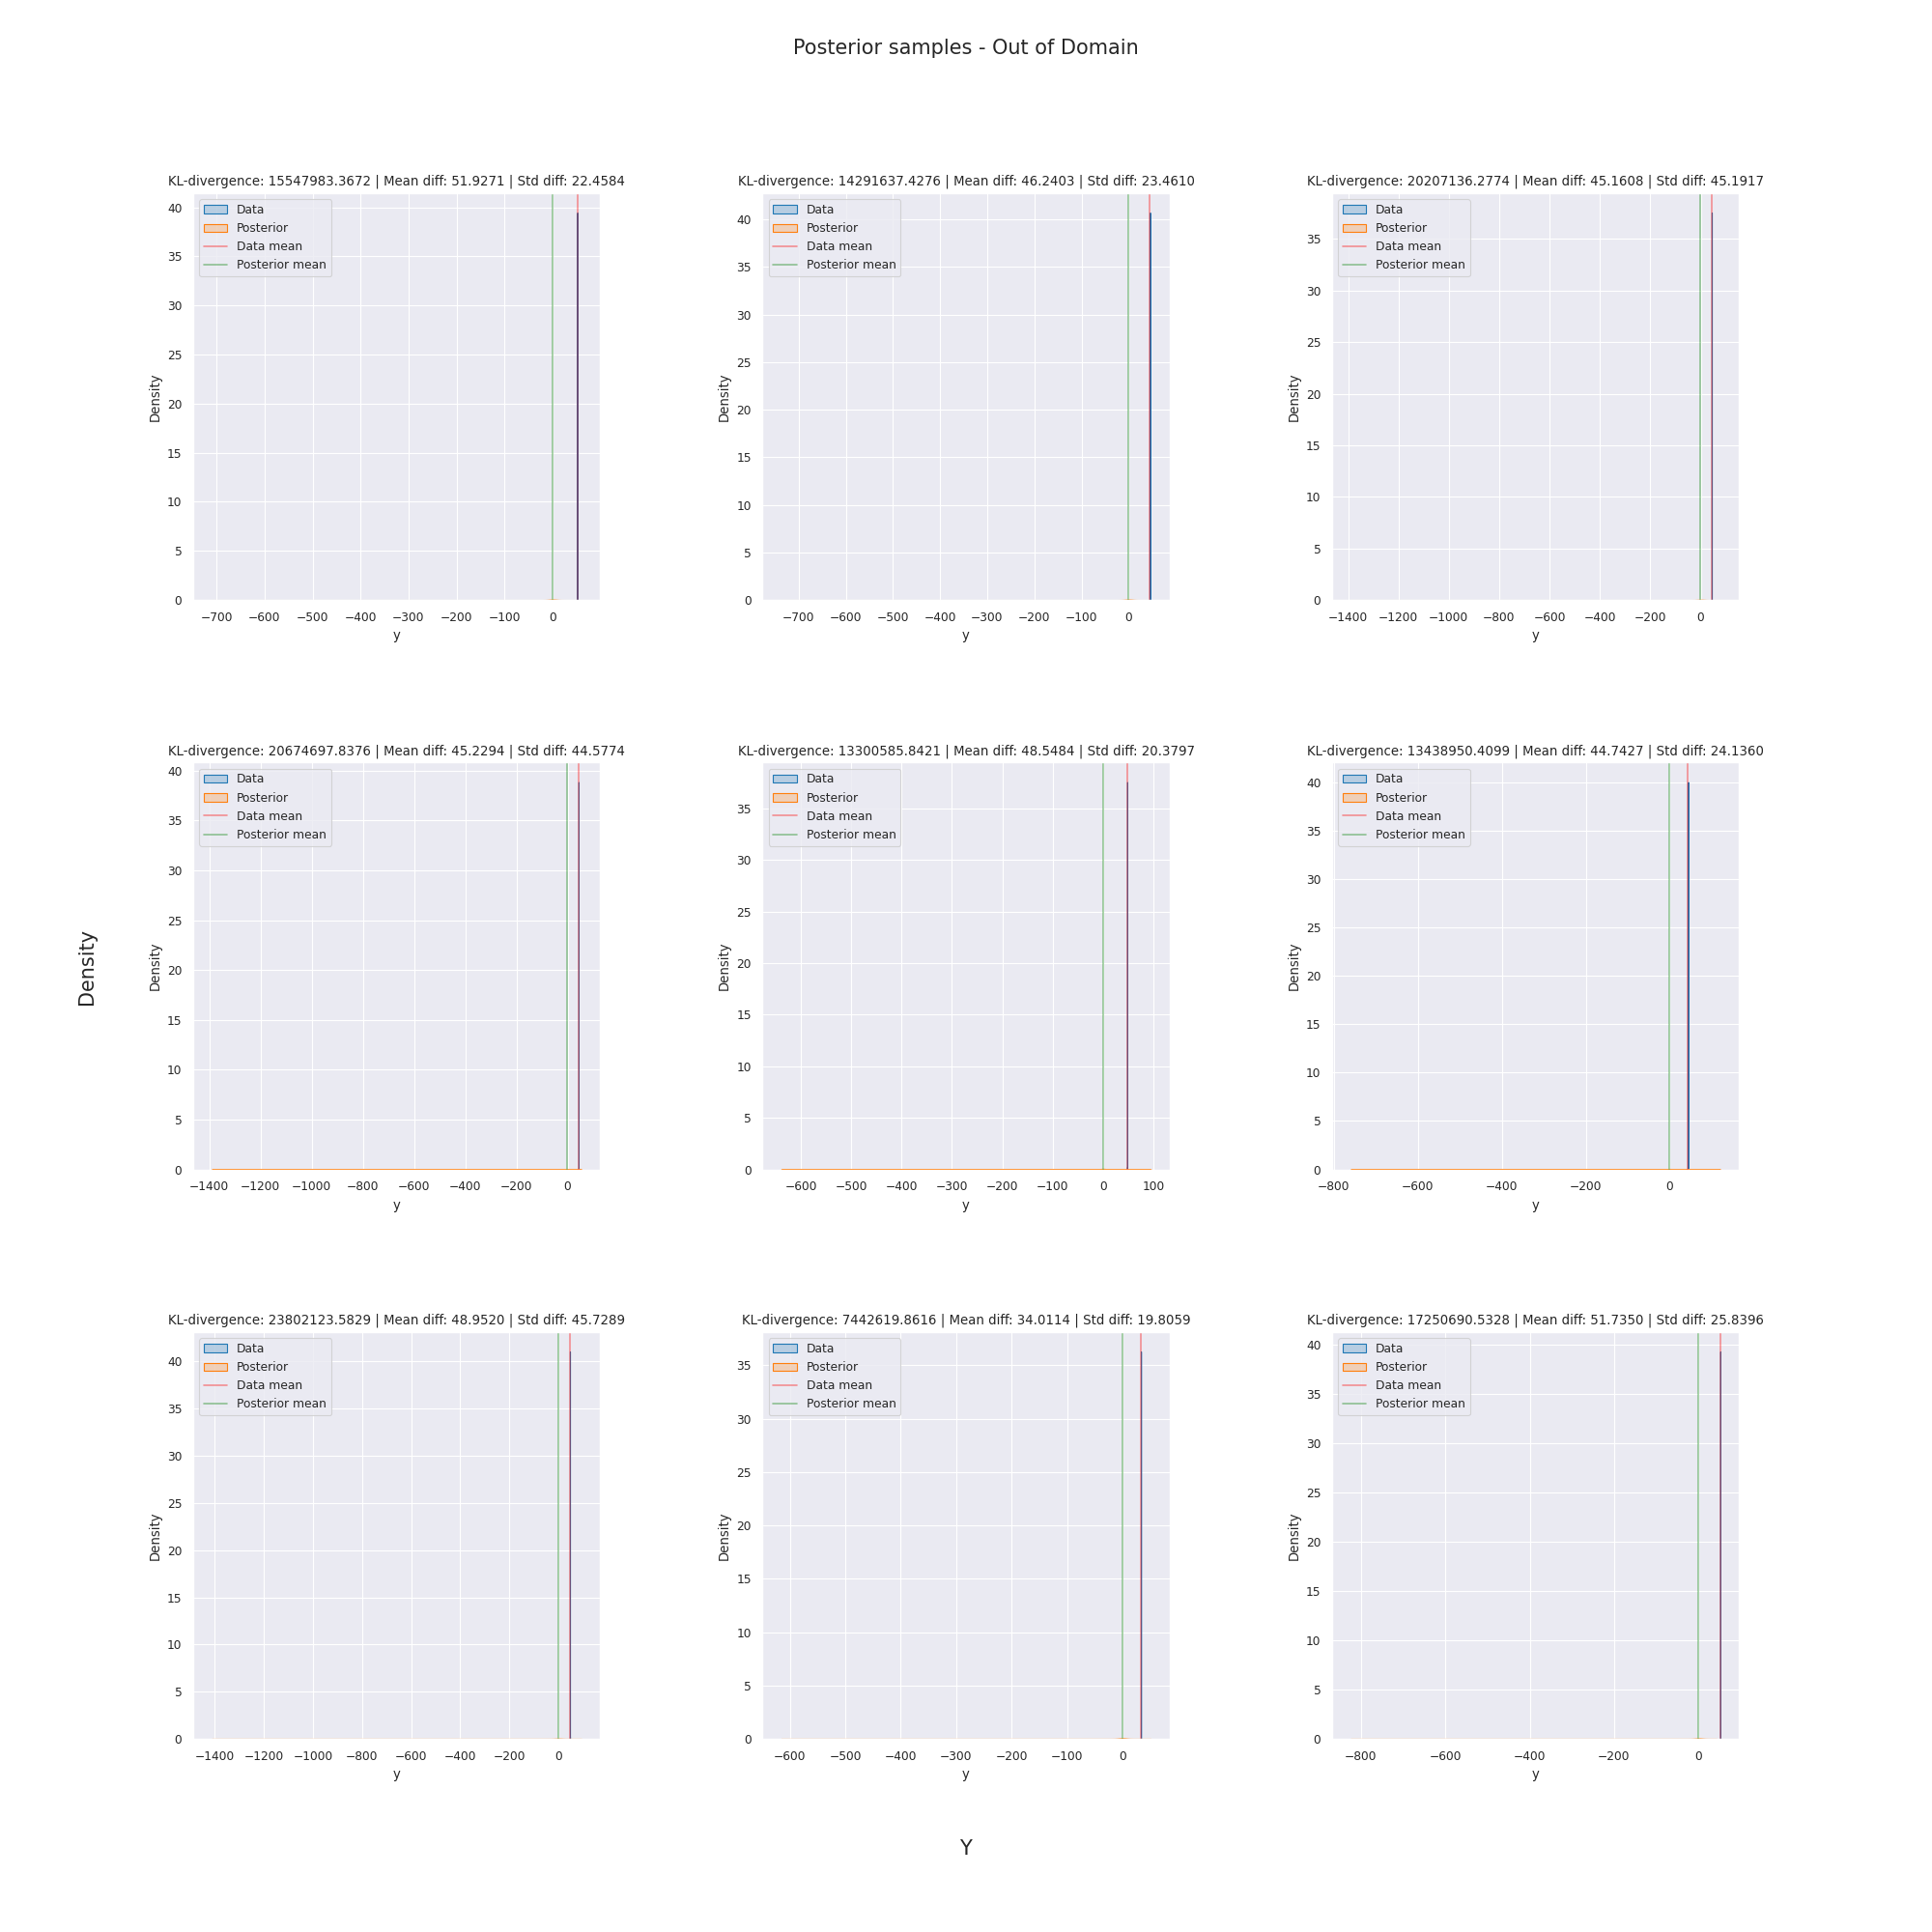 Posterior samples - Out of Domain
KL-divergence: 15547983.3672 | Mean diff: 51.9271 | Std diff: 22.4584
Data
Posterior
Data mean
Posterior mean
Density
40
35
30
25
20
15
10
5
0
−700 −600 −500 −400 −300 −200 −100 0
y
KL-divergence: 14291637.4276 | Mean diff: 46.2403 | Std diff: 23.4610
Data
Posterior
Data mean
Posterior mean
Density
40
35
30
25
20
15
10
5
0
−700 −600 −500 −400 −300 −200 −100 0
y
KL-divergence: 20207136.2774 | Mean diff: 45.1608 | Std diff: 45.1917
Data
Posterior
Data mean
Posterior mean
Density
35
30
25
20
15
10
5
0
−1400 −1200 −1000 −800 −600 −400 −200 0
y
Density
KL-divergence: 20674697.8376 | Mean diff: 45.2294 | Std diff: 44.5774
Data
Posterior
Data mean
Posterior mean
Density
40
35
30
25
20
15
10
5
0
−1400 −1200 −1000 −800 −600 −400 −200 0
y
KL-divergence: 13300585.8421 | Mean diff: 48.5484 | Std diff: 20.3797
Data
Posterior
Data mean
Posterior mean
Density
35
30
25
20
15
10
5
0
−600 −500 −400 −300 −200 −100 0 100
y
KL-divergence: 13438950.4099 | Mean diff: 44.7427 | Std diff: 24.1360
Data
Posterior
Data mean
Posterior mean
Density
40
35
30
25
20
15
10
5
0
−800 −600 −400 −200 0
y
KL-divergence: 23802123.5829 | Mean diff: 48.9520 | Std diff: 45.7289
Data
Posterior
Data mean
Posterior mean
Density
40
35
30
25
20
15
10
5
0
−1400 −1200 −1000 −800 −600 −400 −200 0
y
KL-divergence: 7442619.8616 | Mean diff: 34.0114 | Std diff: 19.8059
Data
Posterior
Data mean
Posterior mean
Density
35
30
25
20
15
10
5
0
−600 −500 −400 −300 −200 −100 0
y
KL-divergence: 17250690.5328 | Mean diff: 51.7350 | Std diff: 25.8396
Data
Posterior
Data mean
Posterior mean
Density
40
35
30
25
20
15
10
5
0
−800 −600 −400 −200 0
y
Y